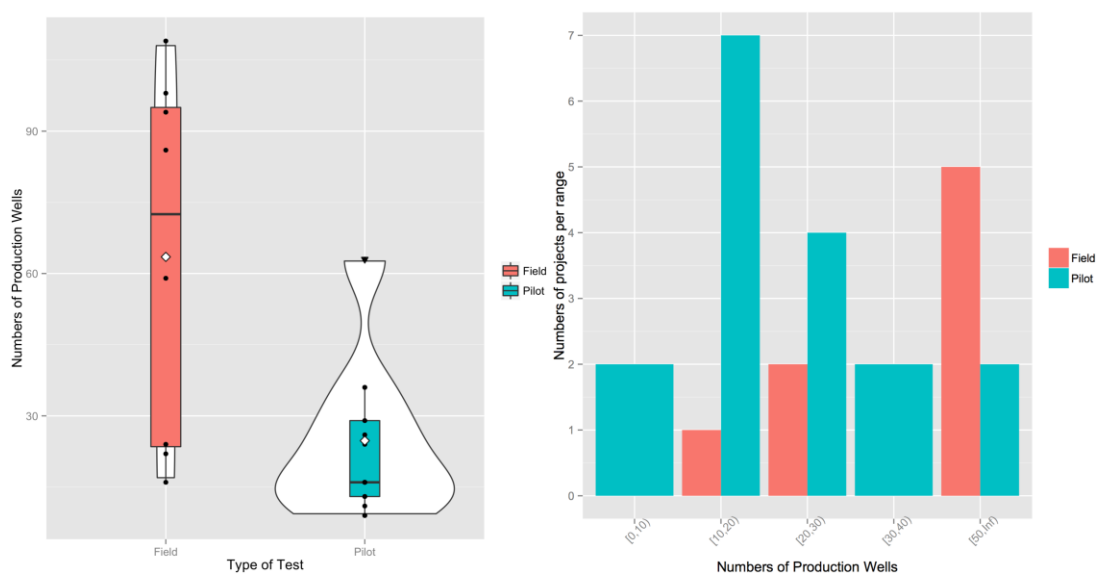 Numbers of Production Wells
90
60
30
Field
Pilot
Type of Test
Field
Pilot
Numbers of projects per range
7
6
5
4
3
2
1
0
[0,10)
[10,20)
[20,30)
[30,40)
[50,Inf)
Numbers of Production Wells
Field
Pilot